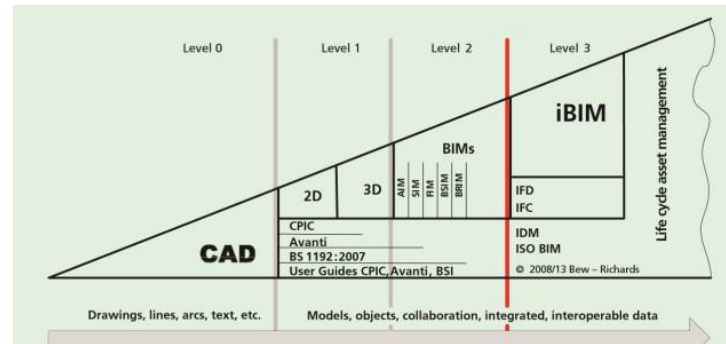 Level 0
Level 1
Level 2
Level 3
iBIM
BIMs
2D
3D
AIM
SIM
FIM
BSIM
BRIM
IFD
IFC
Life cycle asset management
CAD
CPIC
Avanti
BS 1192:2007
User Guides CPIC, Avanti, BSI
IDM
ISO BIM
© 2008/13 Bew – Richards
Drawings, lines, arcs, text, etc.
Models, objects, collaboration, integrated, interoperable data